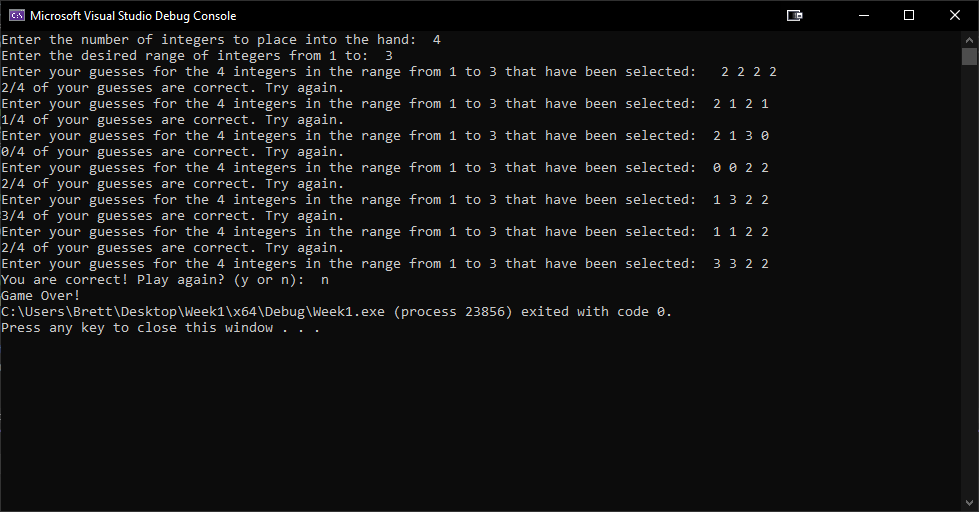 Microsoft Visual Studio Debug Console
Enter the number of integers to place into the hand:  4
Enter the desired range of integers from 1 to:  3
Enter your guesses for the 4 integers in the range from 1 to 3 that have been selected:   2 2 2 2
2/4 of your guesses are correct. Try again.
Enter your guesses for the 4 integers in the range from 1 to 3 that have been selected:  2 1 2 1
1/4 of your guesses are correct. Try again.
Enter your guesses for the 4 integers in the range from 1 to 3 that have been selected:  2 1 3 0
0/4 of your guesses are correct. Try again.
Enter your guesses for the 4 integers in the range from 1 to 3 that have been selected:  0 0 2 2
2/4 of your guesses are correct. Try again.
Enter your guesses for the 4 integers in the range from 1 to 3 that have been selected:  1 3 2 2
3/4 of your guesses are correct. Try again.
Enter your guesses for the 4 integers in the range from 1 to 3 that have been selected:  1 1 2 2
2/4 of your guesses are correct. Try again.
Enter your guesses for the 4 integers in the range from 1 to 3 that have been selected:  3 3 2 2
You are correct! Play again? (y or n):  n
Game Over!
C:\Users\Brett\Desktop\Week1\x64\Debug\Week1.exe (process 23856) exited with code 0.
Press any key to close this window . . .